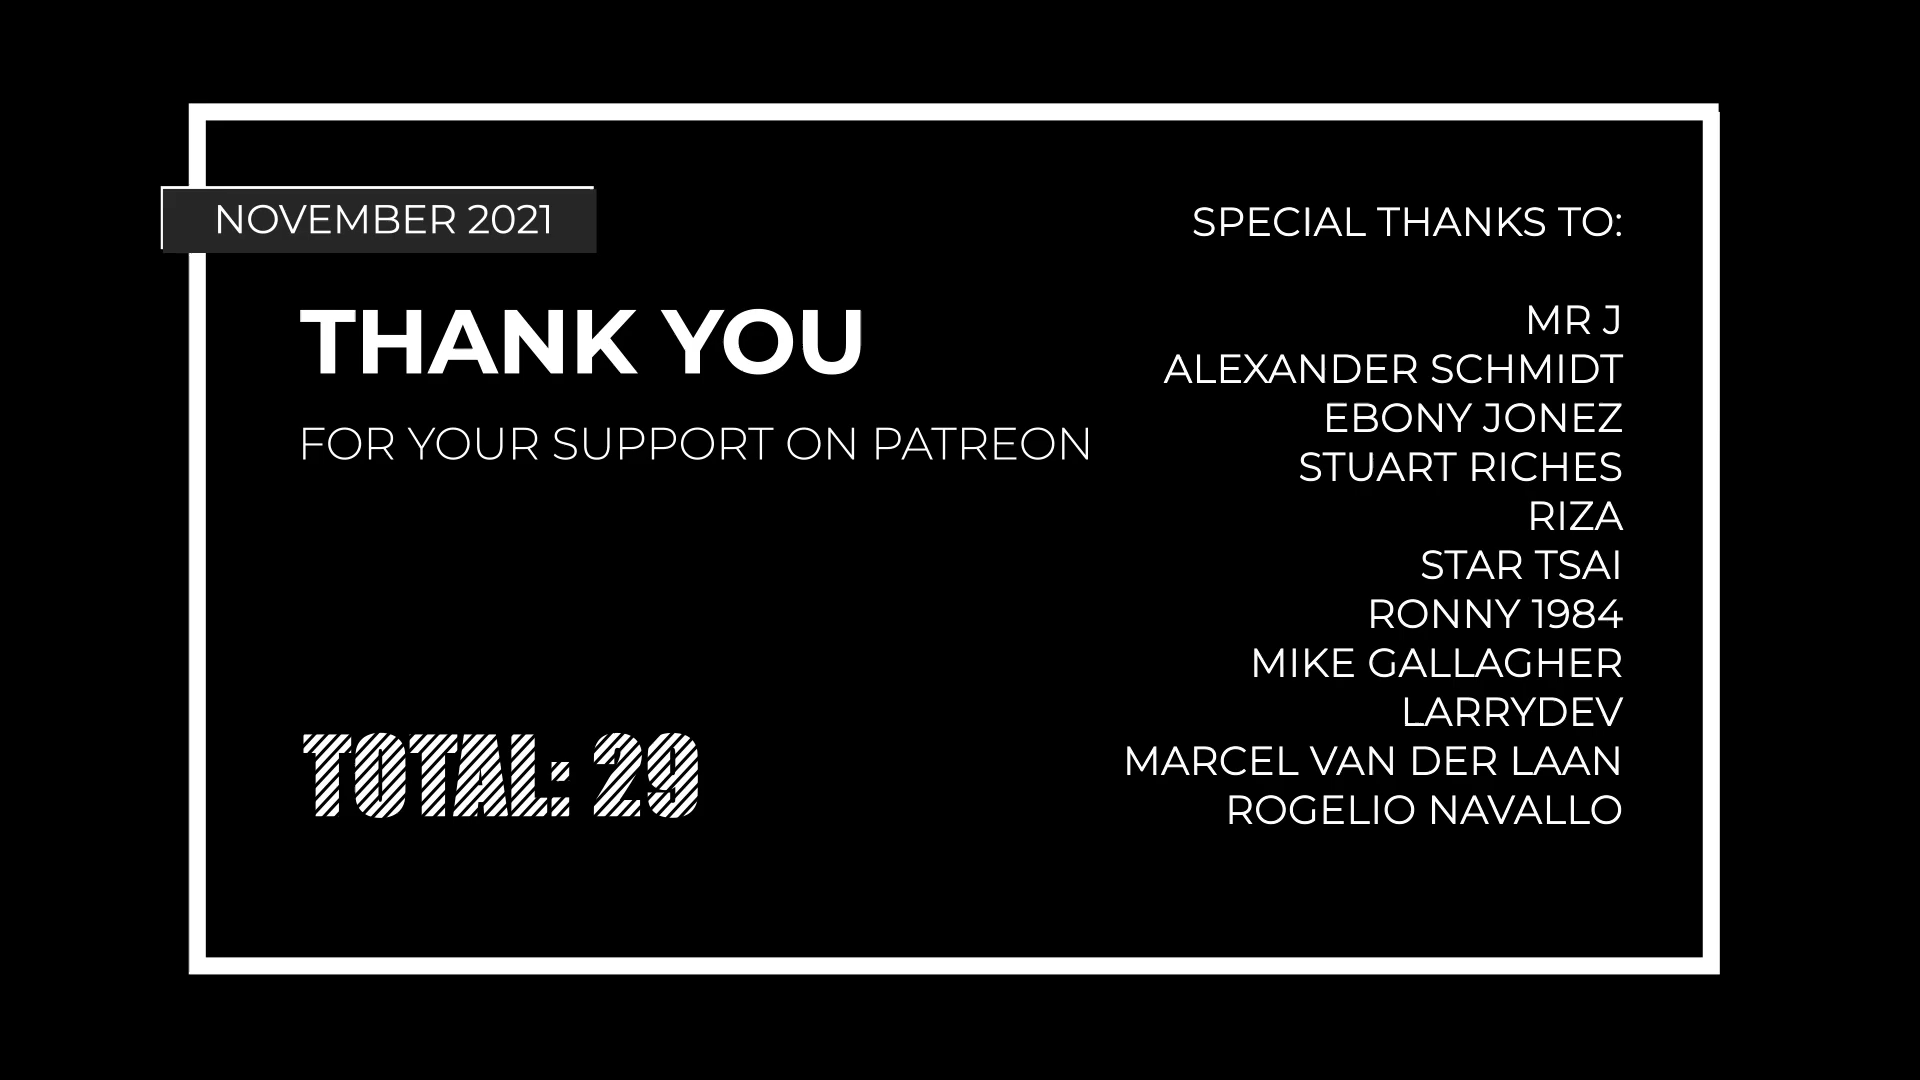 NOVEMBER 2021
THANK YOU
FOR YOUR SUPPORT ON PATREON
TOTAL: 29
SPECIAL THANKS TO:
MR J
ALEXANDER SCHMIDT
EBONY JONEZ
STUART RICHES
RIZA
STAR TSAI
RONNY 1984
MIKE GALLAGHER
LARRYDEV
MARCEL VAN DER LAAN
ROGELIO NAVALLO